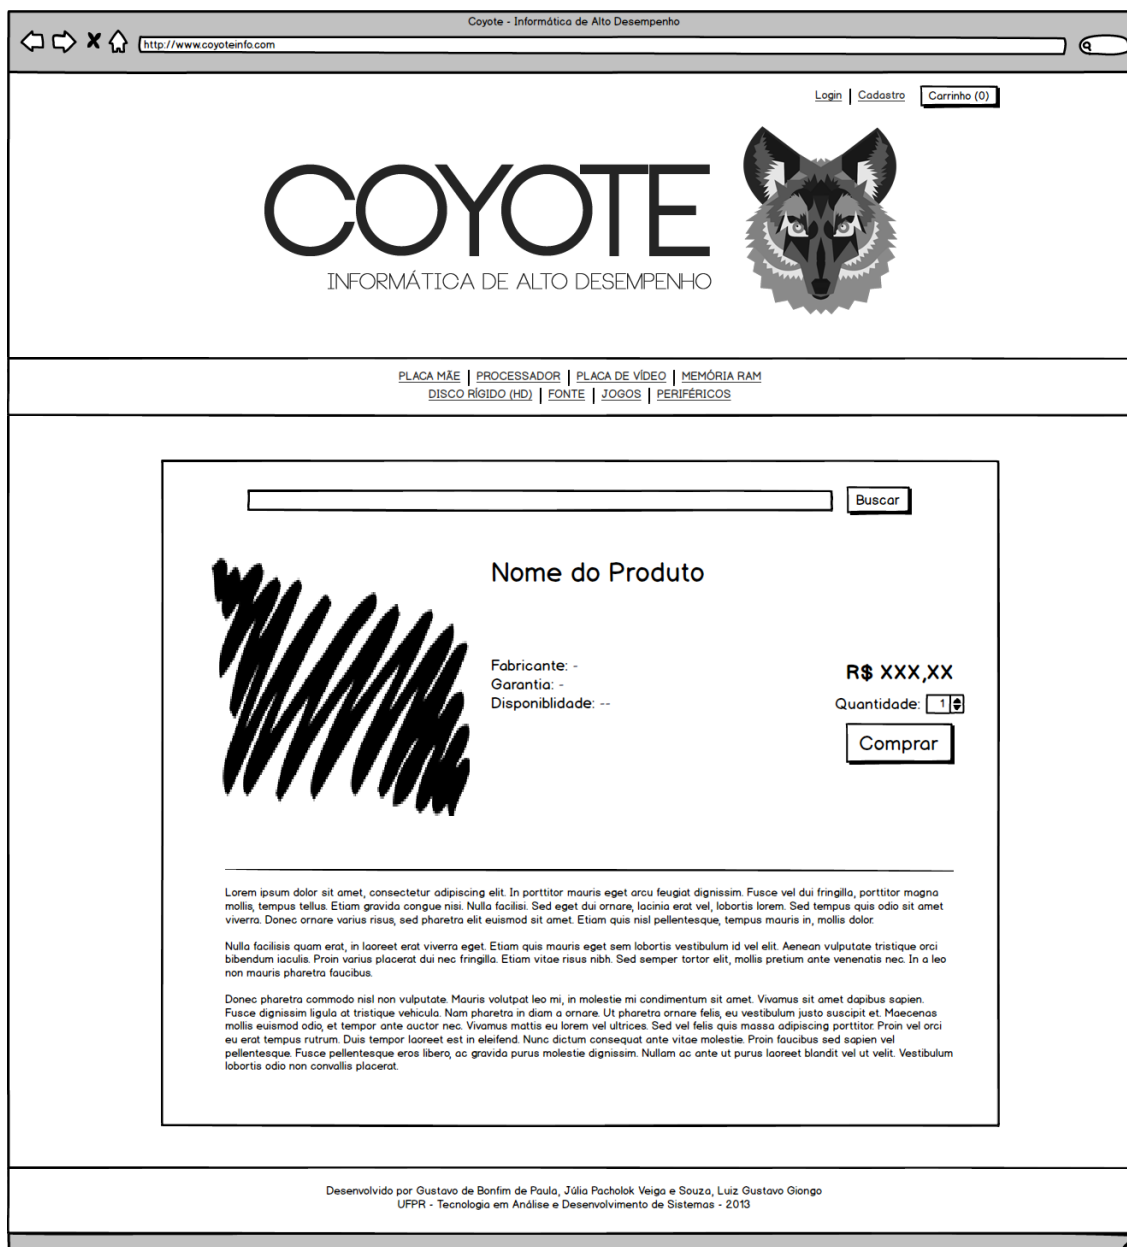 Coyote - Informática de Alto Desempenho
http://www.coyoteinfo.com
Login | Cadastro Carrinho (0)
COYOTE
INFORMÁTICA DE ALTO DESEMPENHO
PLACA MÃE | PROCESSADOR | PLACA DE VÍDEO | MEMÓRIA RAM
DISCO RÍGIDO (HD) | FONTE | JOGOS | PERIFÉRICOS
Buscar
Nome do Produto
Fabricante: -
Garantia: -
Disponiblidade: --
R$ XXX,XX
Quantidade: 1
Comprar
Lorem ipsum dolor sit amet, consectetur adipiscing elit. In porttitor mauris eget arcu feugiat dignissim. Fusce vel dui fringilla, porttitor magna
mollis, tempus tellus. Etiam gravida congue nisi. Nulla facilisi. Sed eget dui ornare, lacinia erat vel, lobortis lorem. Sed tempus quis odio sit amet
viverra. Donec ornare varius risus, sed pharetra elit euismod sit amet. Etiam quis nisl pellentesque, tempus mauris in, mollis dolor.
Nulla facilisis quam erat, in laoreet erat viverra eget. Etiam quis mauris eget sem lobortis vestibulum id vel elit. Aenean vulputate tristique orci
bibendum iaculis. Proin varius placerat dui nec fringilla. Etiam vitae risus nibh. Sed semper tortor elit, mollis pretium ante venenatis nec. In a leo
non mauris pharetra faucibus.
Donec pharetra commodo nisl non vulputate. Mauris volutpat leo mi, in molestie mi condimentum sit amet. Vivamus sit amet dapibus sapien.
Fusce dignissim ligula at tristique vehicula. Nam pharetra in diam a ornare. Ut pharetra ornare felis, eu vestibulum justo suscipit et. Maecenas
mollis euismod odio, et tempor ante auctor nec. Vivamus mattis eu lorem vel ultrices. Sed vel felis quis massa adipiscing porttitor. Proin vel orci
eu erat tempus rutrum. Duis tempor laoreet est in eleifend. Nunc dictum consequat ante vitae molestie. Proin faucibus sed sapien vel
pellentesque. Fusce pellentesque eros libero, ac gravida purus molestie dignissim. Nullam ac ante ut purus laoreet blandit vel ut velit. Vestibulum
lobortis odio non convallis placerat.
Desenvolvido por Gustavo de Bonfim de Paula, Júlia Pacholok Veiga e Souza, Luiz Gustavo Giongo
UFPR - Tecnologia em Análise e Desenvolvimento de Sistemas - 2013